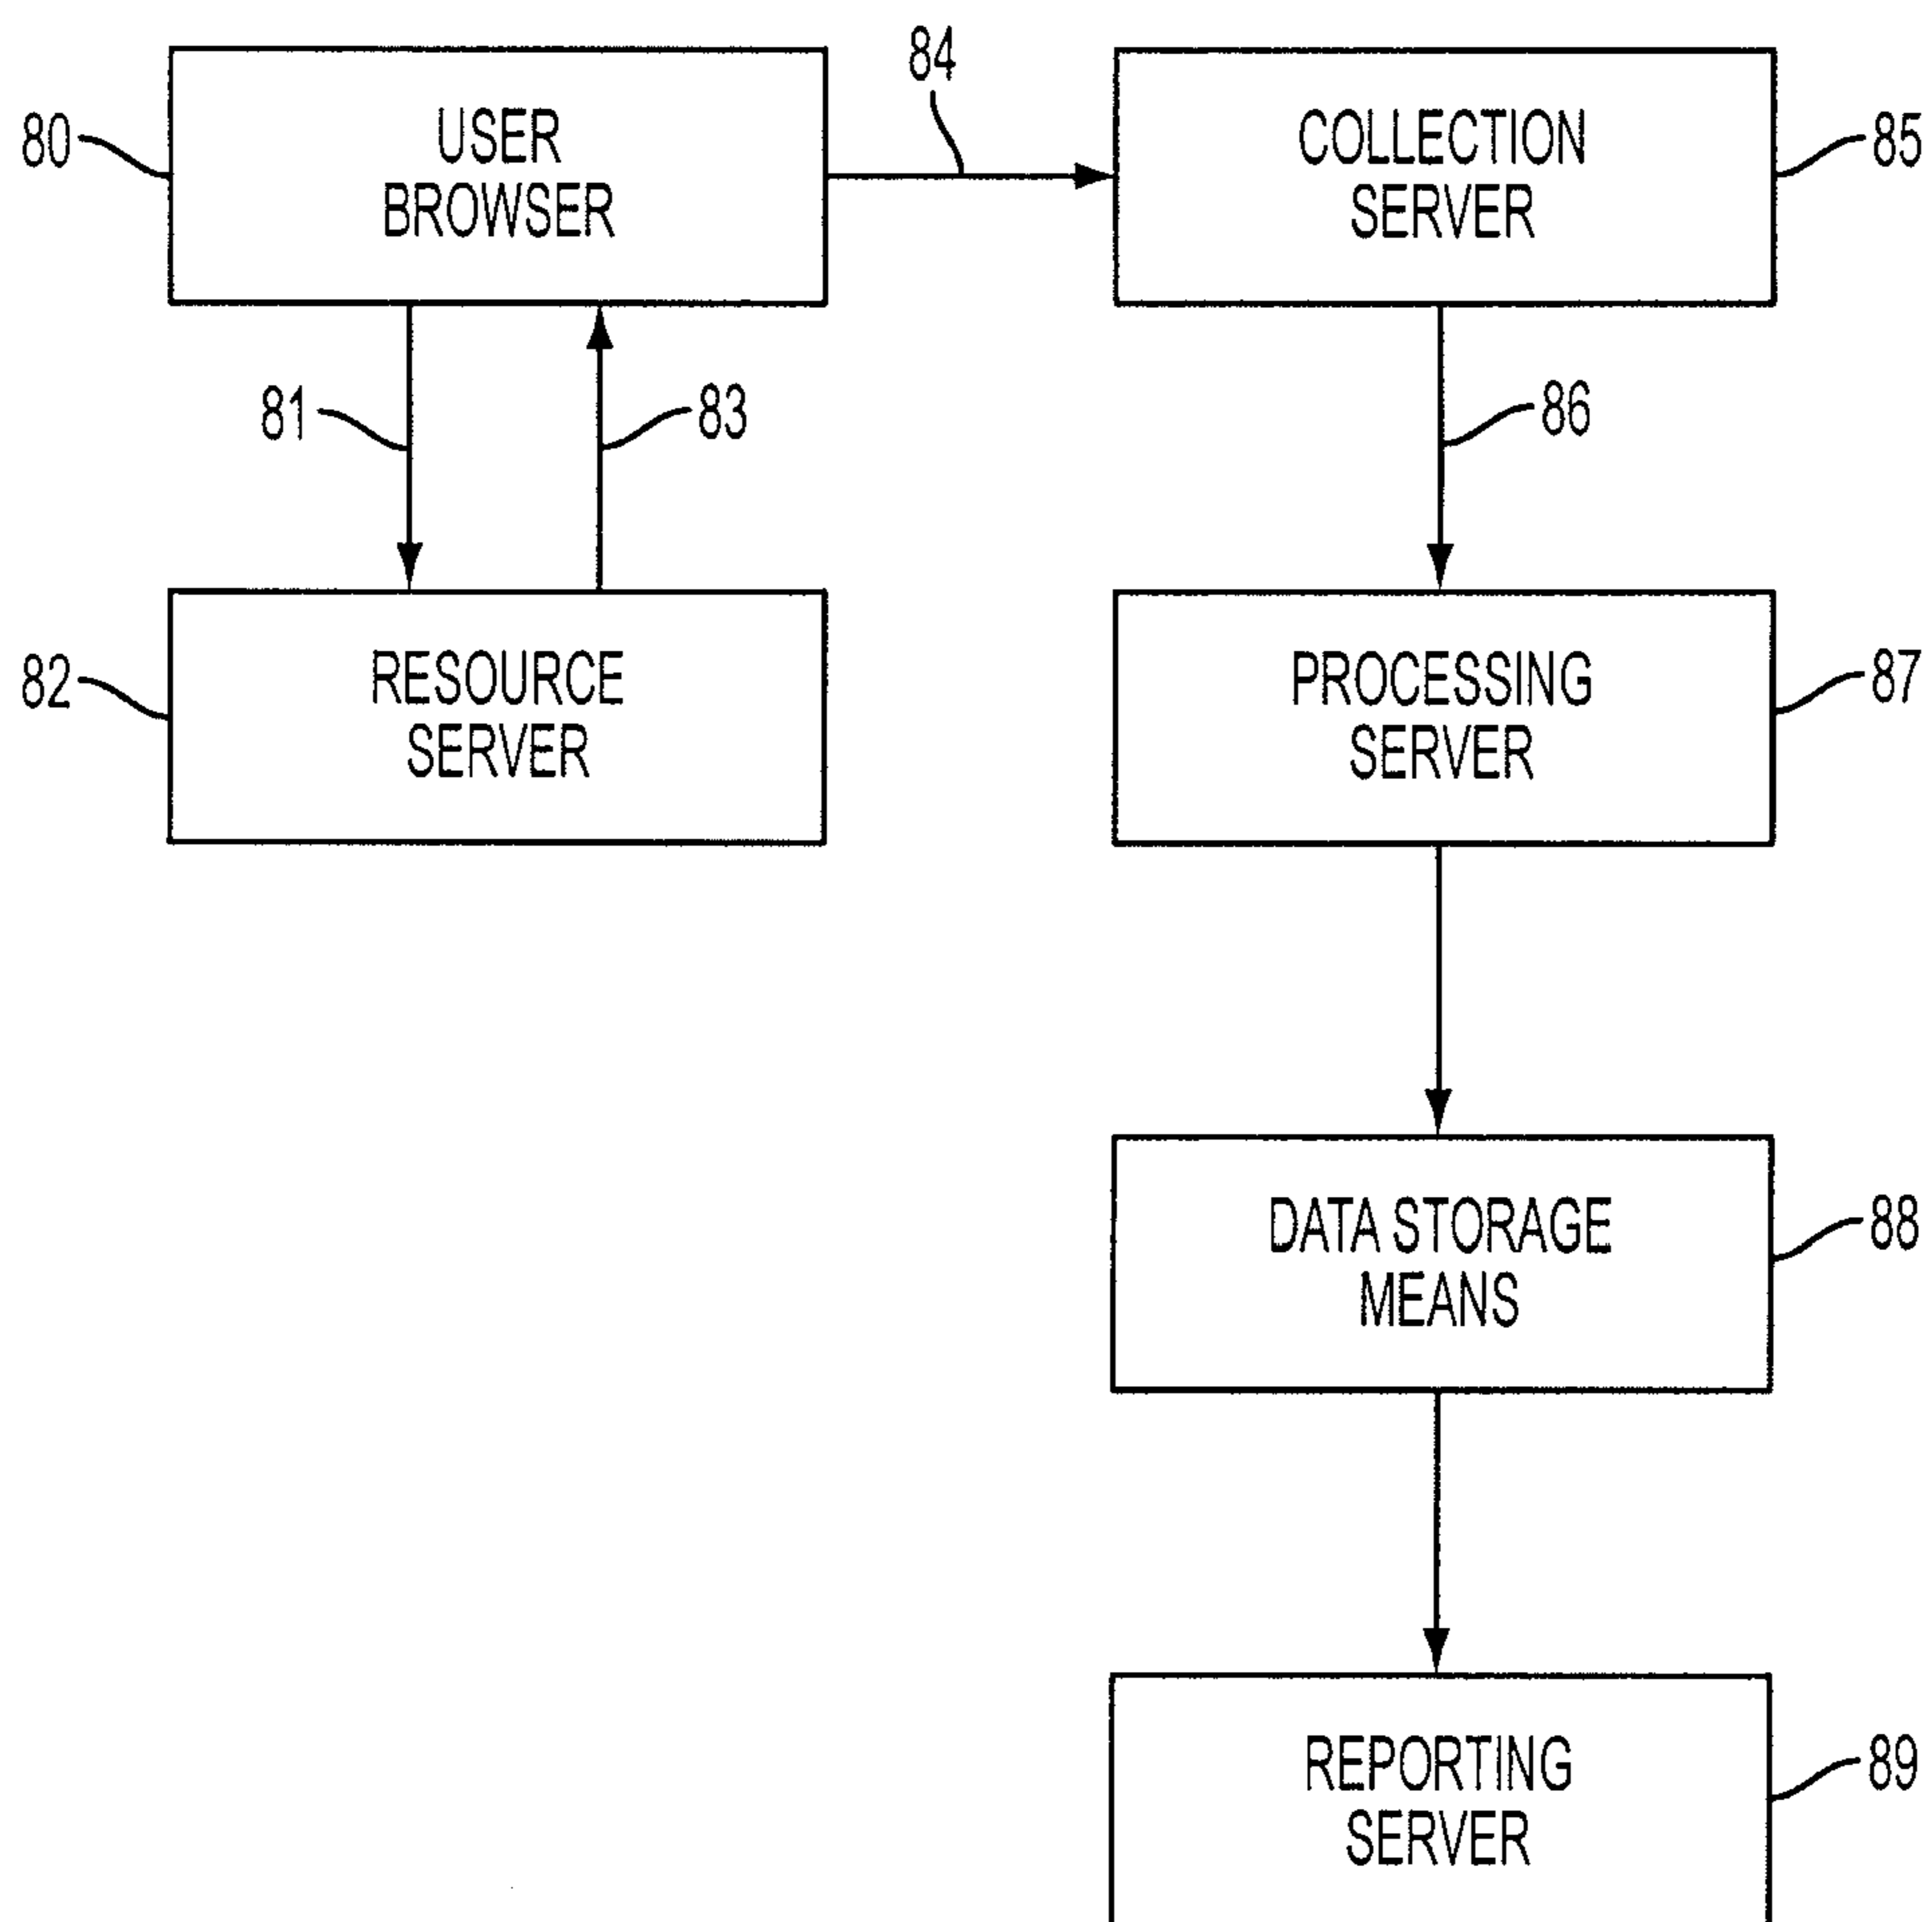 84
80
USER
BROWSER
COLLECTION
SERVER
85
81
83
86
82
RESOURCE
SERVER
PROCESSING
SERVER
87
DATA STORAGE
MEANS
88
REPORTING
SERVER
89